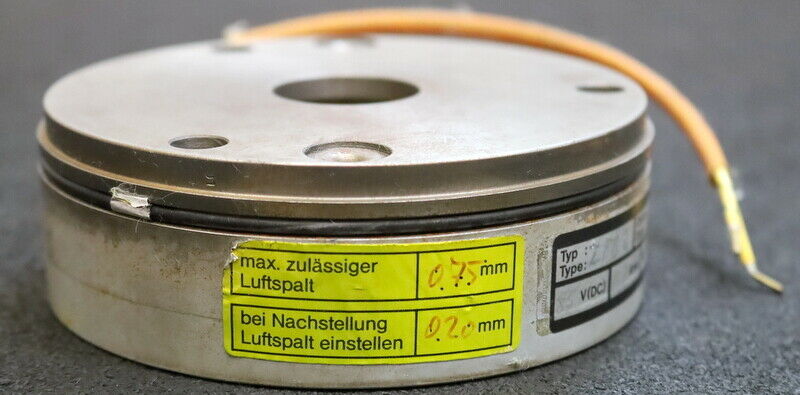 max. zulässiger
Luftspalt
0.75 mm
bei Nachstellung
Luftspalt einstellen
0.20 mm
Typ :
Type:
V(DC)